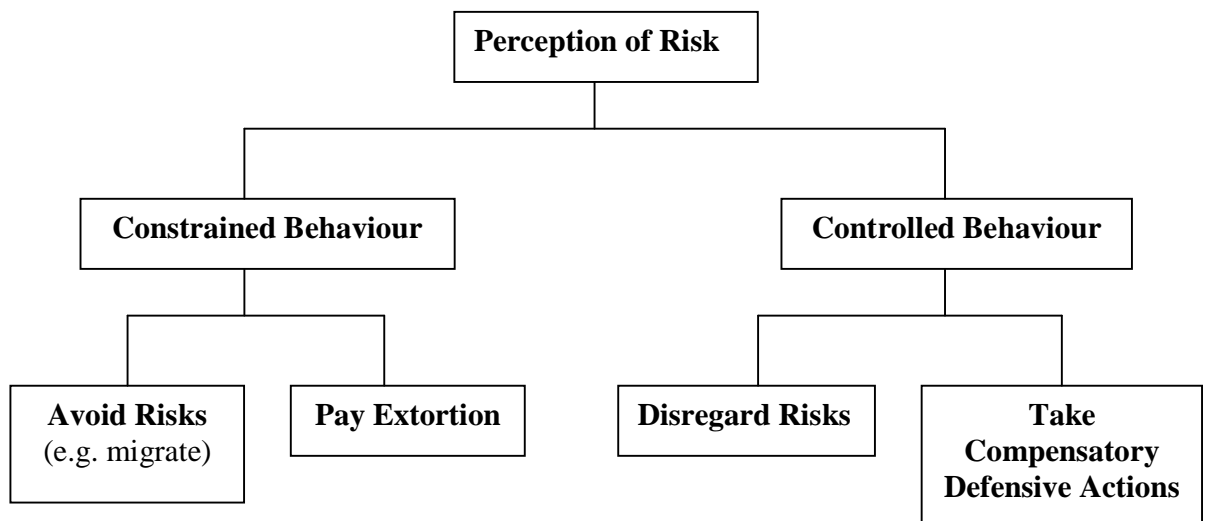 Perception of Risk
Constrained Behaviour
Controlled Behaviour
Avoid Risks
(e.g. migrate)
Pay Extortion
Disregard Risks
Take
Compensatory
Defensive Actions